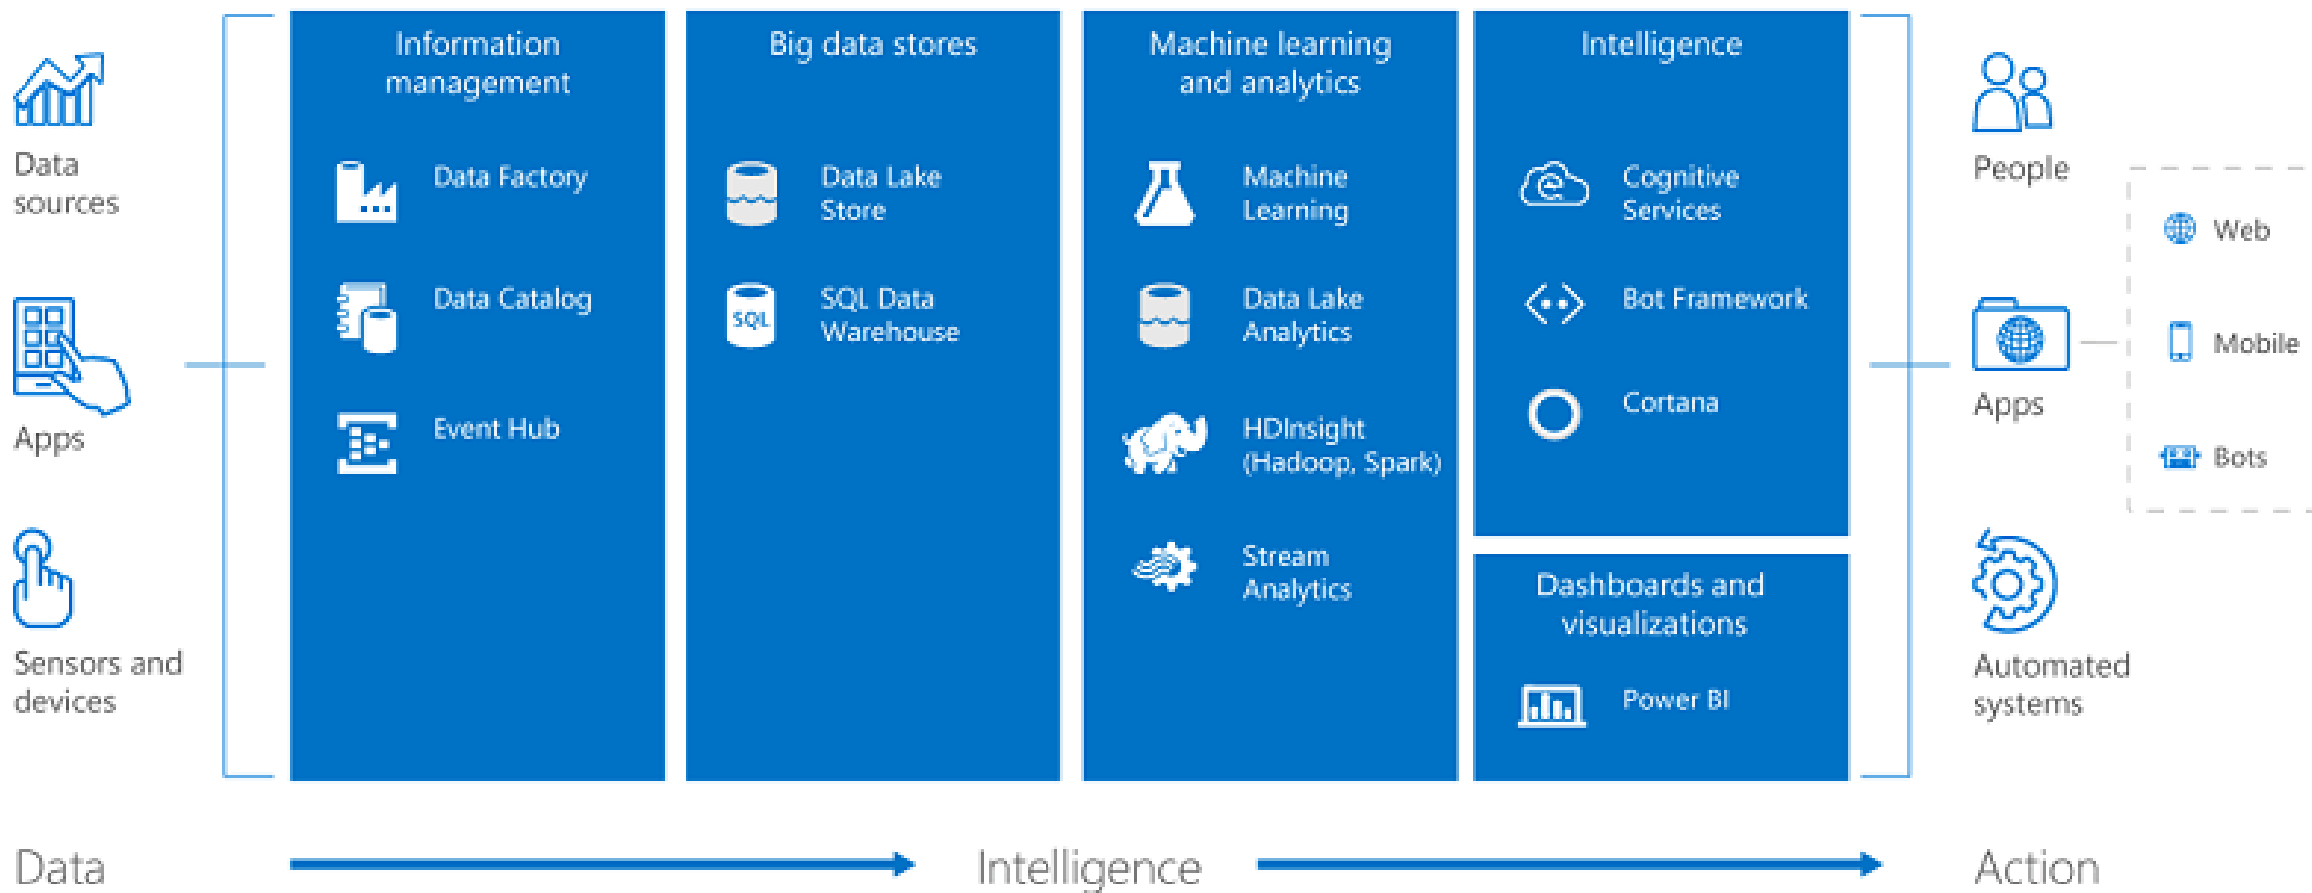 Data
sources
Apps
Sensors and
devices
Information
management
Data Factory
Data Catalog
Event Hub
Big data stores
Data Lake
Store
SQL
SQL Data
Warehouse
Machine learning
and analytics
Machine
Learning
Data Lake
Analytics
HDInsight
(Hadoop, Spark)
Stream
Analytics
Intelligence
Cognitive
Services
Bot Framework
Cortana
Dashboards and
visualizations
Power BI
People
Apps
Web
Mobile
Bots
Automated
systems
Data
Intelligence
Action